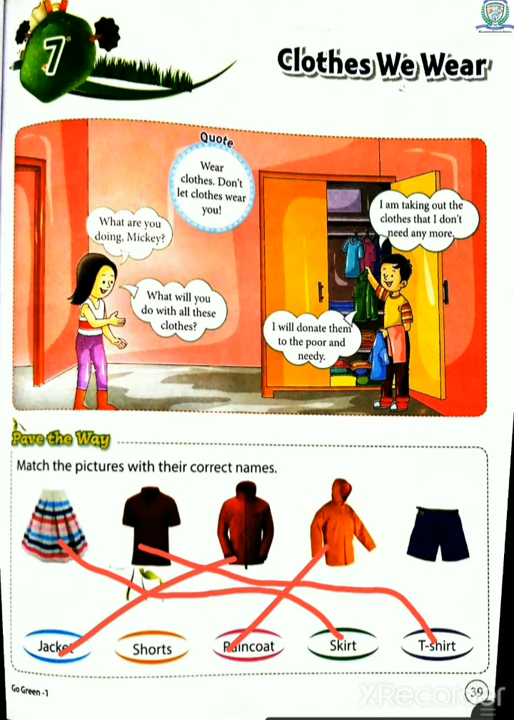 7
Clothes We Wear
Quote
Wear
clothes. Don't
let clothes wear
you!
What are you
doing, Mickey?
I am taking out the
clothes that I don't
need any more.
What will you
do with all these
clothes?
I will donate them
to the poor and
needy.
Pave the Way
Match the pictures with their correct names.
Jacket
Shorts
Raincoat
Skirt
T-shirt
Go Green -1
39
XRecorder